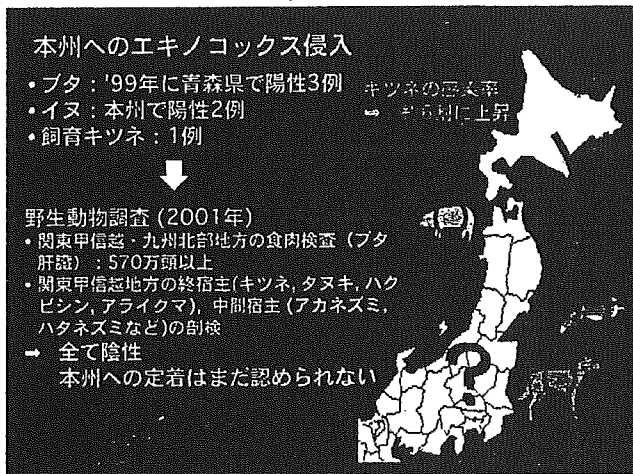 本州へのエキノコックス侵入
• ブタ：'99年に青森県で陽性3例
• イヌ：本州で陽性2例
• 飼育キツネ：1例
キツネの感染率
➡ に上昇
野生動物調査 (2001年)
• 関東甲信越・九州北部地方の食肉検査（ブタ
肝臓）：570万頭以上
• 関東甲信越地方の終宿主(キツネ, タヌキ, ハク
ビシン, アライクマ), 中間宿主 (アカネズミ,
ハタネズミなど)の剖検
➡ 全て陰性
本州への定着はまだ認められない
?